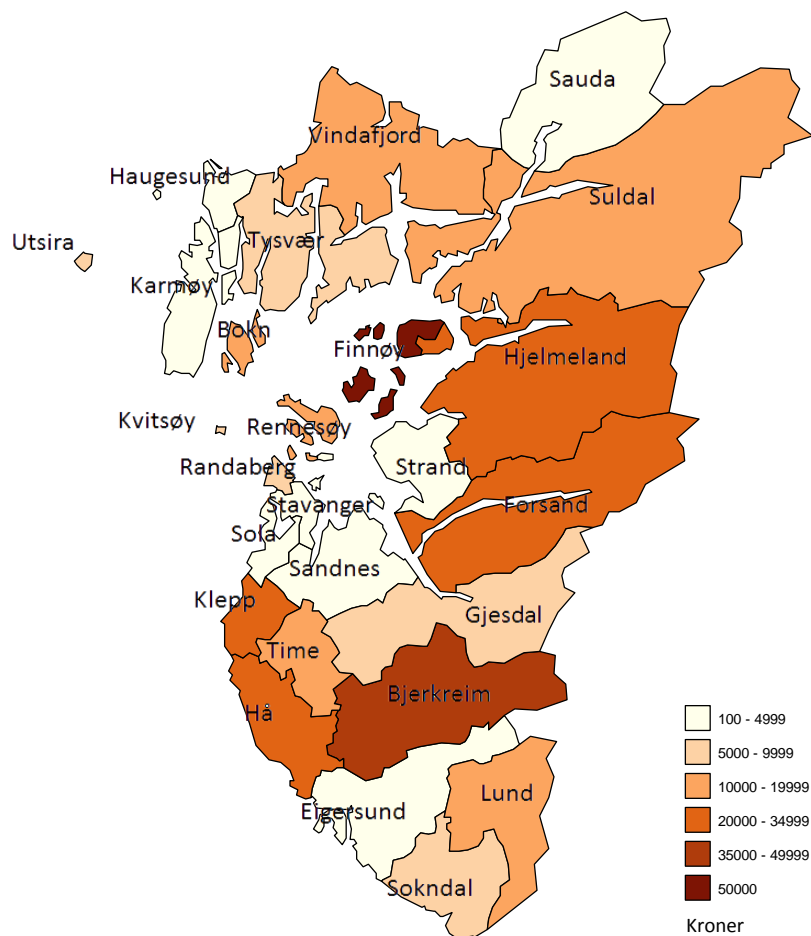 Sauda
Vindafjord
Haugesund
Suldal
Utsira
Tysvær
Karmøy
Bokn
Finnøy
Hjelmeland
Kvitsøy
Rennesøy
Randaberg
Strand
Stavanger
Forsand
Sola
Sandnes
Klepp
Gjesdal
Time
Bjerkreim
Hå
100 - 4999
5000 - 9999
10000 - 19999
20000 - 34999
35000 - 49999
50000
Kroner
Lund
Eigersund
Sokndal